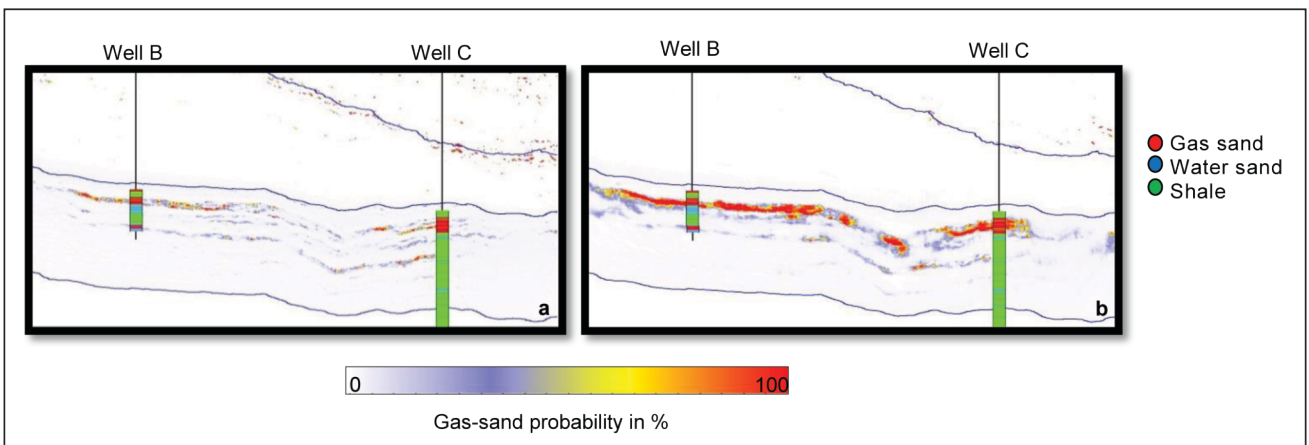 Well B
Well C
Well B
Well C
a
b
Gas sand
Water sand
Shale
0
100
Gas-sand probability in %